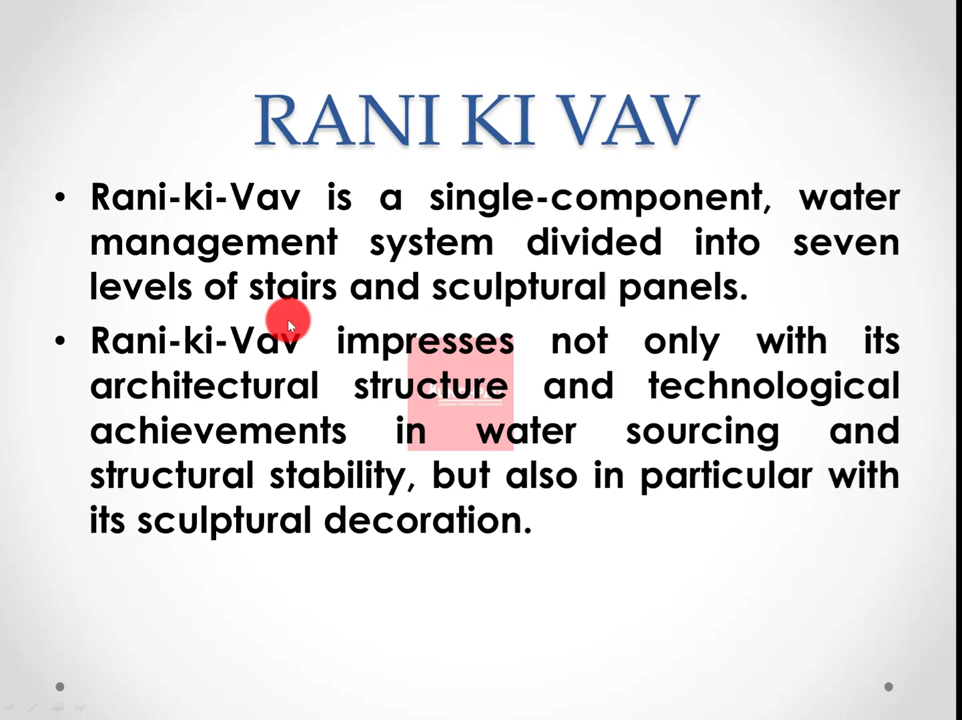 RANI KI VAV
• Rani-ki-Vav is a single-component, water
management system divided into seven
levels of stairs and sculptural panels.
• Rani-ki-Vav impresses not only with its
architectural structure and technological
achievements in water sourcing and
structural stability, but also in particular with
its sculptural decoration.